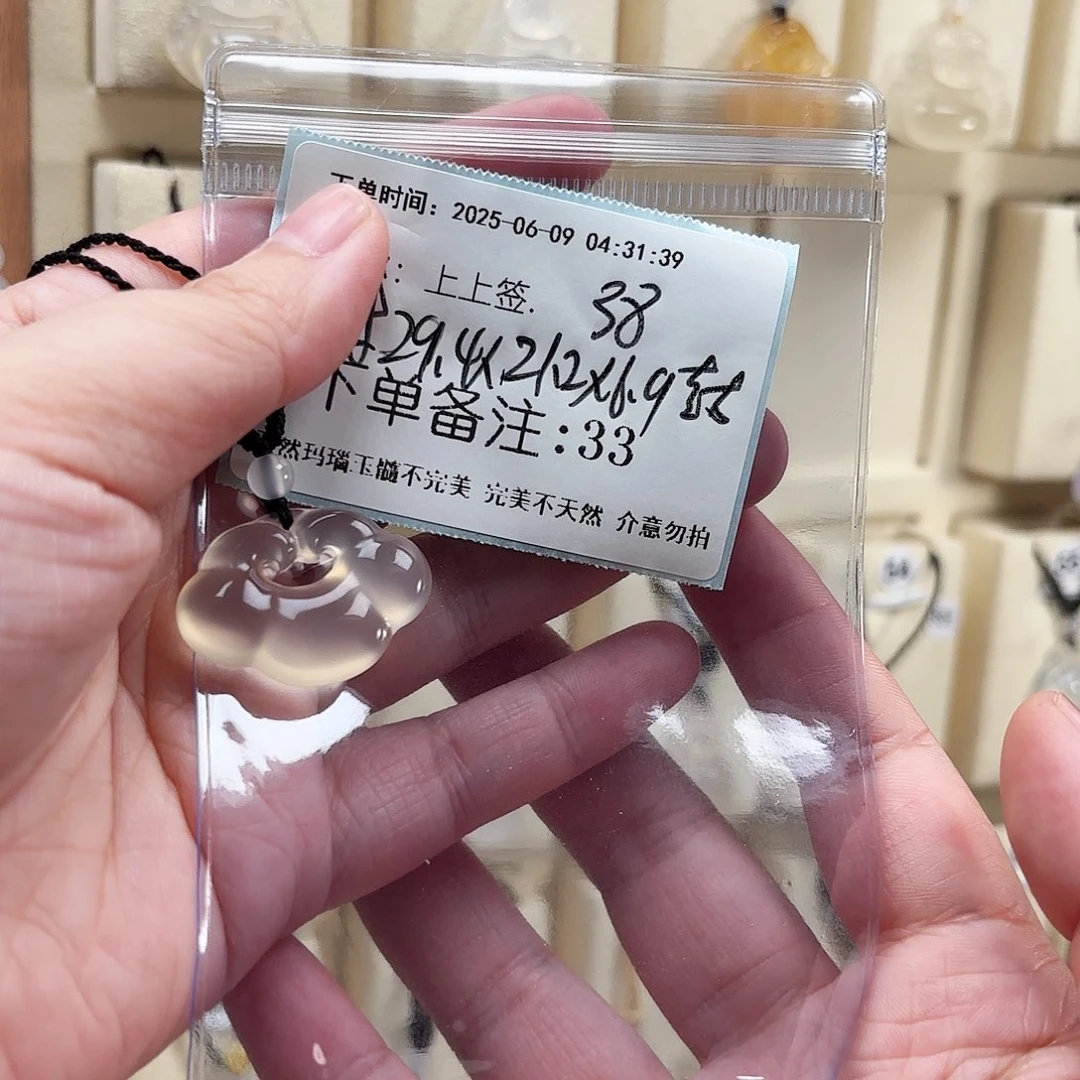 下单时间：2025-06-09 04:31:39
：上上签. 38
29.4x21.2x6.9
下单备注:33
然玛瑙玉髓不完美 完美不天然 介意勿拍